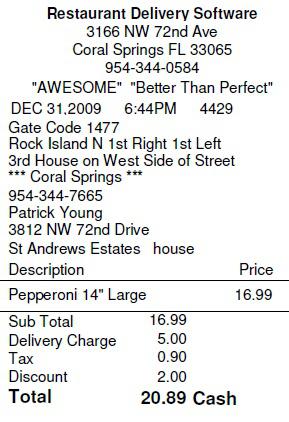 Restaurant Delivery Software
3166 NW 72nd Ave
Coral Springs FL 33065
954-344-0584
"AWESOME" "Better Than Perfect"
DEC 31,2009 6:44PM 4429
Gate Code 1477
Rock Island N 1st Right 1st Left
3rd House on West Side of Street
*** Coral Springs ***
954-344-7665
Patrick Young
3812 NW 72nd Drive
St Andrews Estates house
Description Price
Pepperoni 14" Large 16.99
Sub Total 16.99
Delivery Charge 5.00
Tax 0.90
Discount 2.00
Total 20.89 Cash